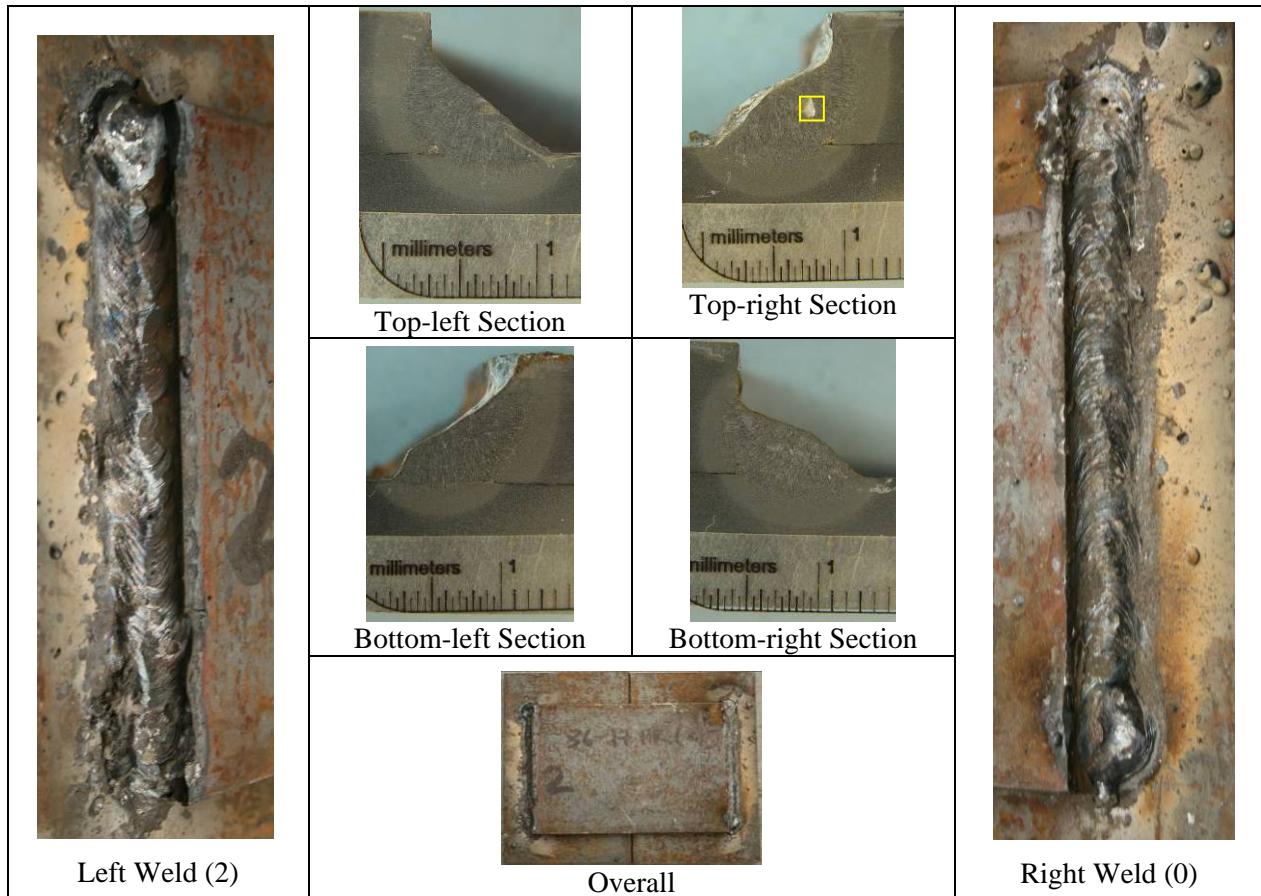 millimeters
1
Top-left Section
millimeters
1
Top-right Section
millimeters
1
Bottom-left Section
millimeters
1
Bottom-right Section
2
2
Overall
Left Weld (2)
Right Weld (0)